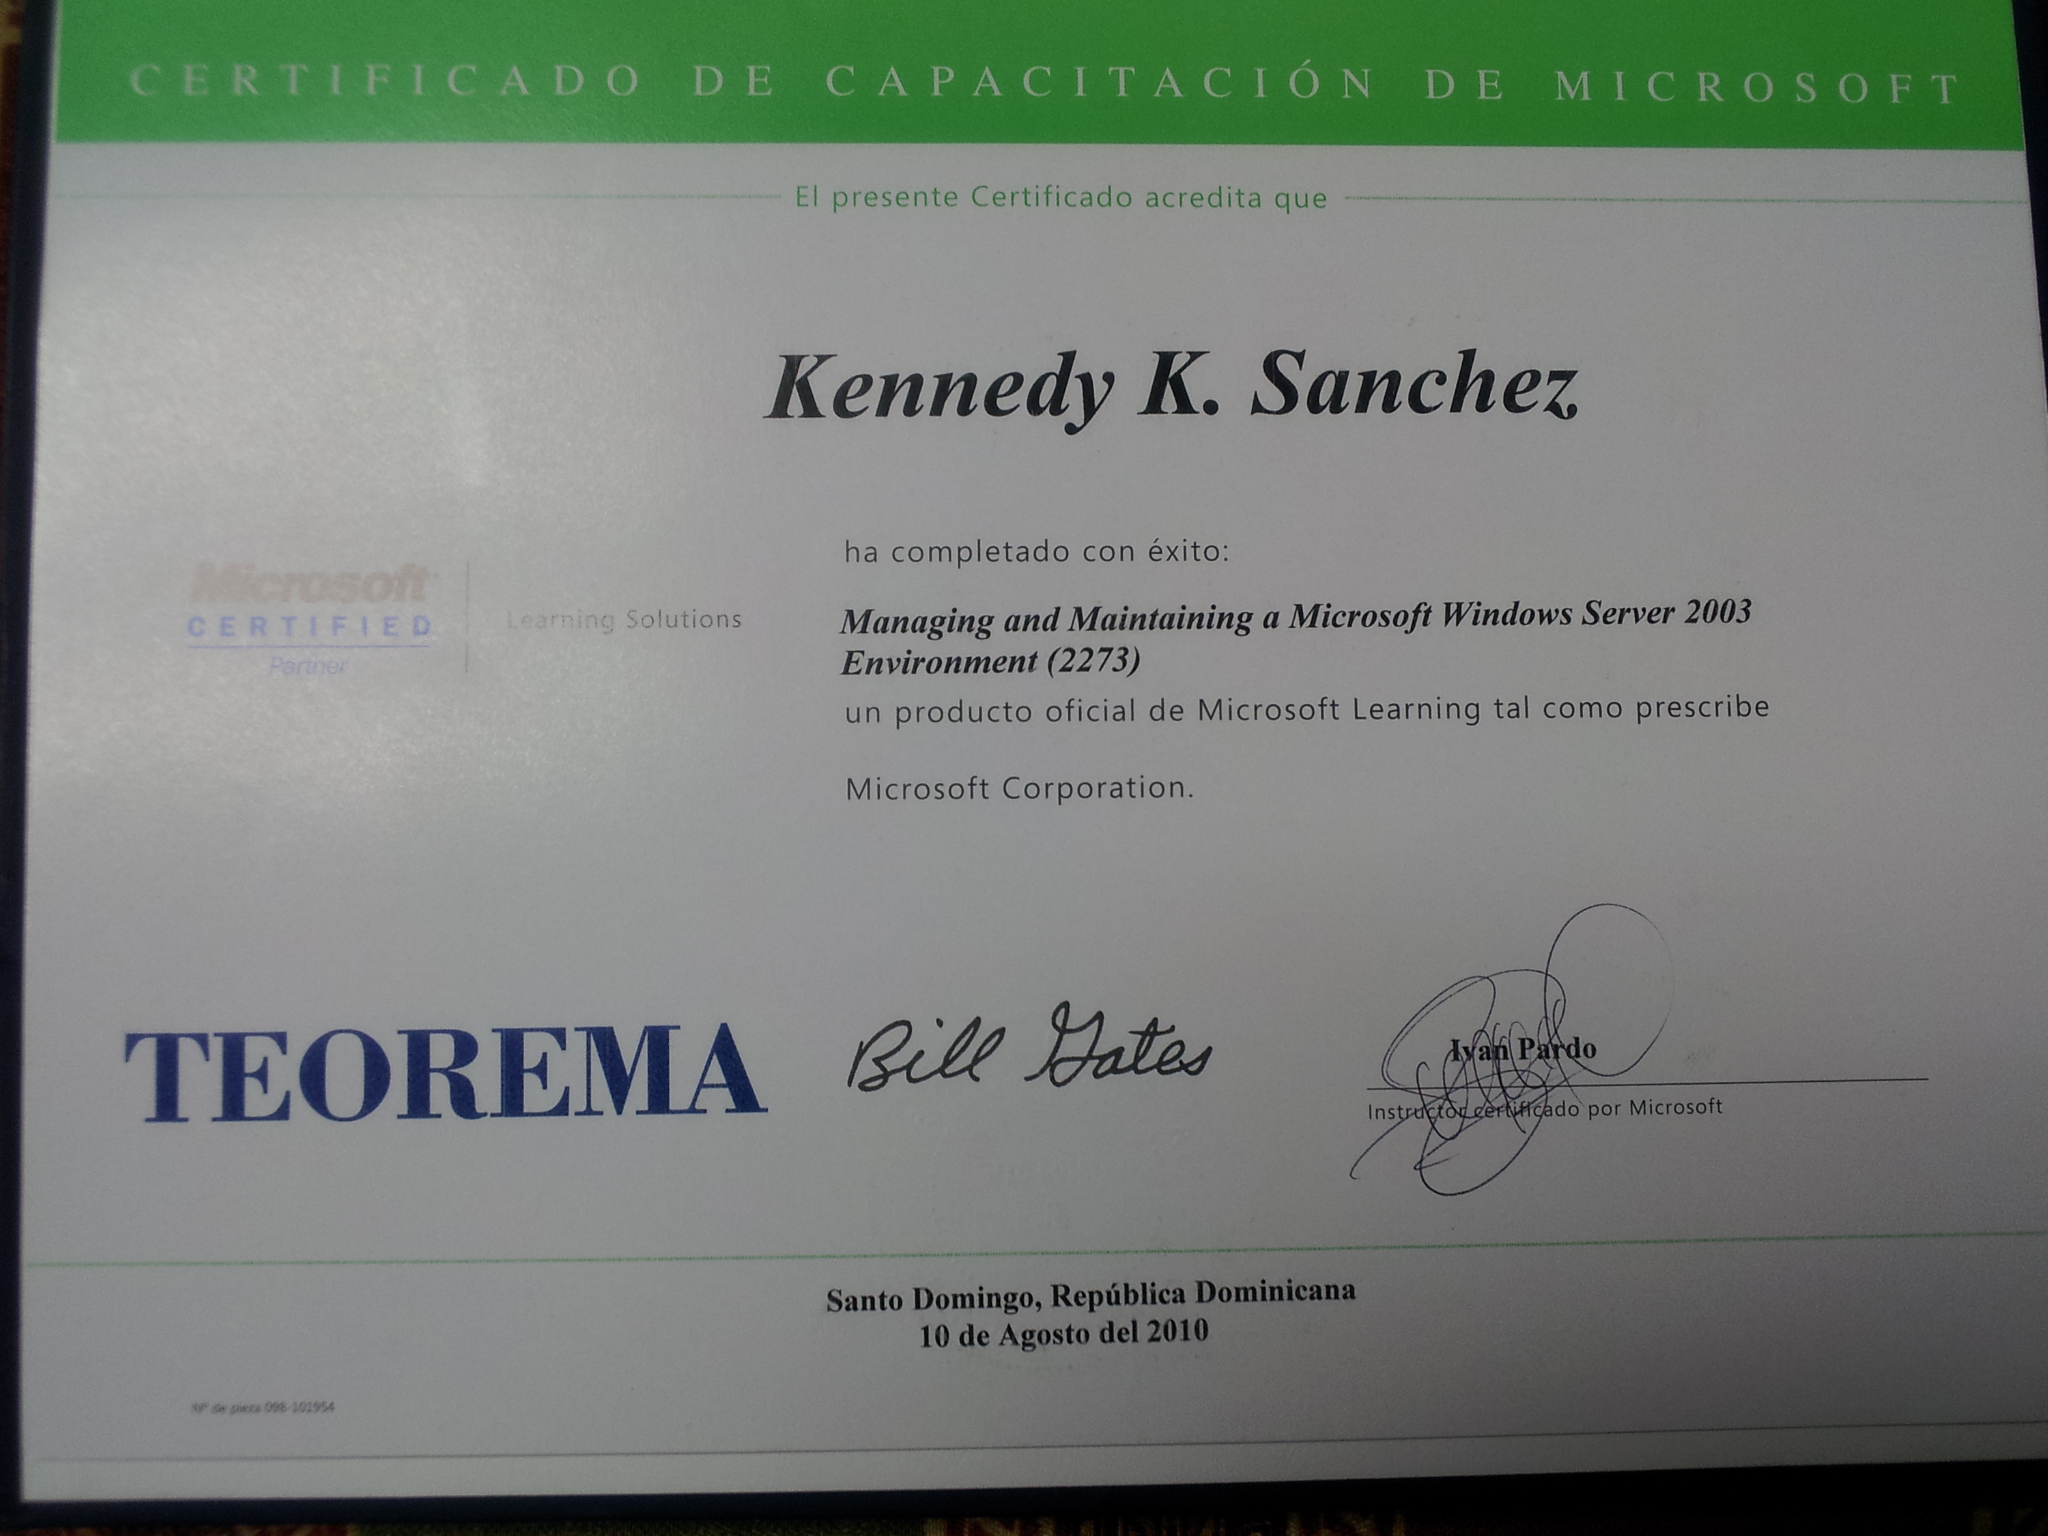 CERTIFICADO DE CAPACITACIÓN DE MICROSOFT
El presente Certificado acredita que
Kennedy K. Sanchez
ha completado con éxito:
Microsoft
CERTIFIED
Partner
Learning Solutions
Managing and Maintaining a Microsoft Windows Server 2003
Environment (2273)
un producto oficial de Microsoft Learning tal como prescribe
Microsoft Corporation.
TEOREMA
Bill Gates
Ivan Pardo
Instructor certificado por Microsoft
Santo Domingo, República Dominicana
10 de Agosto del 2010
Nº de pieza 098-101954